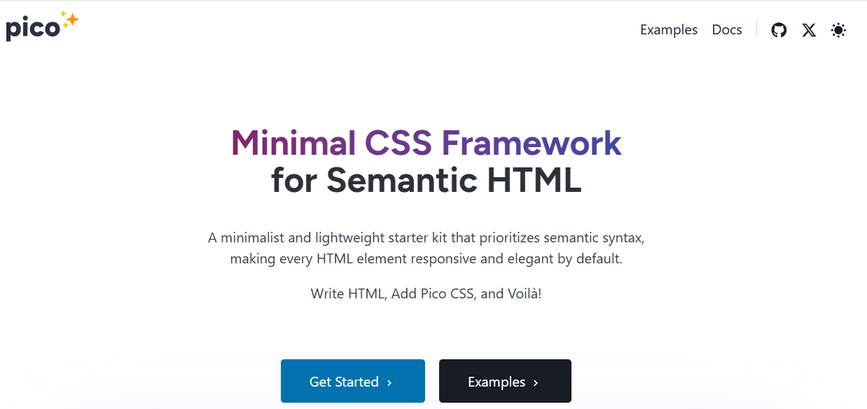 pico
Examples Docs
Minimal CSS Framework
for Semantic HTML
A minimalist and lightweight starter kit that prioritizes semantic syntax,
making every HTML element responsive and elegant by default.
Write HTML, Add Pico CSS, and Voilà!
Get Started › Examples ›